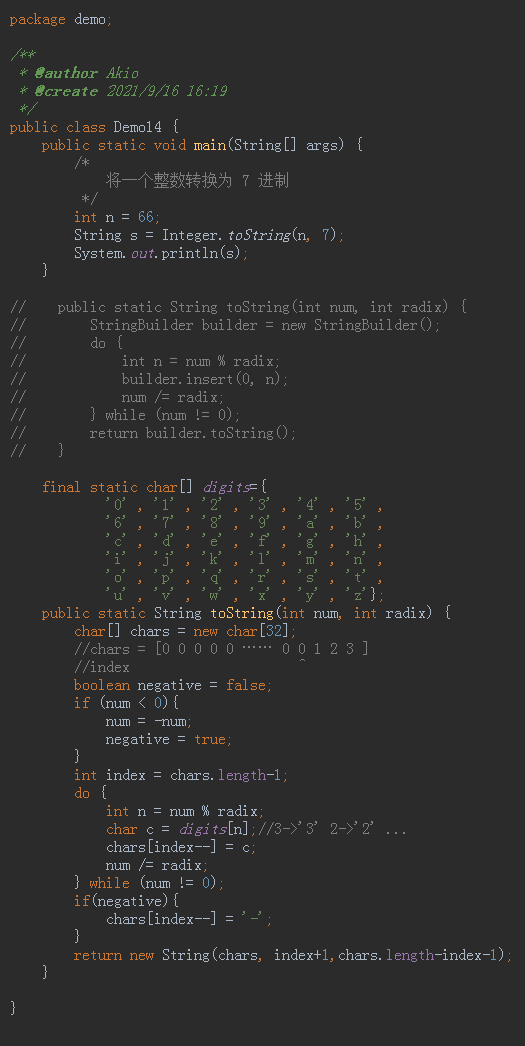 package demo;
/**
 * @author Akio
 * @create 2021/9/16 16:19
 */
public class Demo14 {
    public static void main(String[] args) {
        /*
            将一个整数转换为 7 进制
         */
        int n = 66;
        String s = Integer.toString(n, 7);
        System.out.println(s);
    }
//    public static String toString(int num, int radix) {
//        StringBuilder builder = new StringBuilder();
//        do {
//            int n = num % radix;
//            builder.insert(0, n);
//            num /= radix;
//        } while (num != 0);
//        return builder.toString();
//    }
    final static char[] digits={
            '0' , '1' , '2' , '3' , '4' , '5' ,
            '6' , '7' , '8' , '9' , 'a' , 'b' ,
            'c' , 'd' , 'e' , 'f' , 'g' , 'h' ,
            'i' , 'j' , 'k' , 'l' , 'm' , 'n' ,
            'o' , 'p' , 'q' , 'r' , 's' , 't' ,
            'u' , 'v' , 'w' , 'x' , 'y' , 'z'};
    public static String toString(int num, int radix) {
        char[] chars = new char[32];
        //chars = [0 0 0 0 0 …… 0 0 1 2 3 ]
        //index                      ^
        boolean negative = false;
        if (num < 0){
            num = -num;
            negative = true;
        }
        int index = chars.length-1;
        do {
            int n = num % radix;
            char c = digits[n];//3->'3' 2->'2' ...
            chars[index--] = c;
            num /= radix;
        } while (num != 0);
        if(negative){
            chars[index--] = '-';
        }
        return new String(chars, index+1,chars.length-index-1);
    }
}